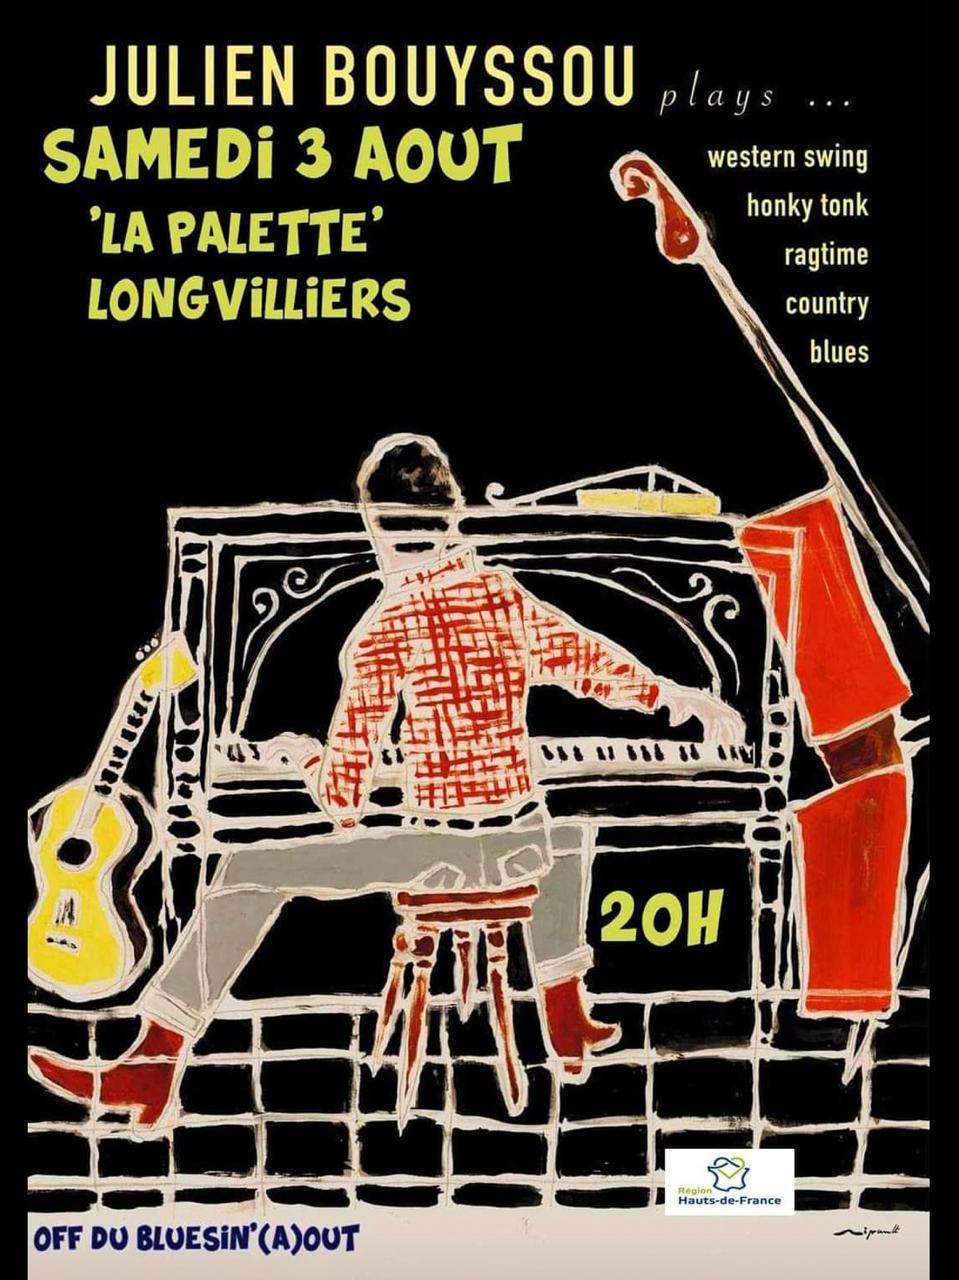 JULIEN BOUYSSOU plays ...
SAMEDi 3 AOUT
'LA PALETTE'
LONGViLLiERS
western swing
honky tonk
ragtime
country
blues
20H
Région
Hauts-de-France
OFF DU BLUESiN'(A)OUT